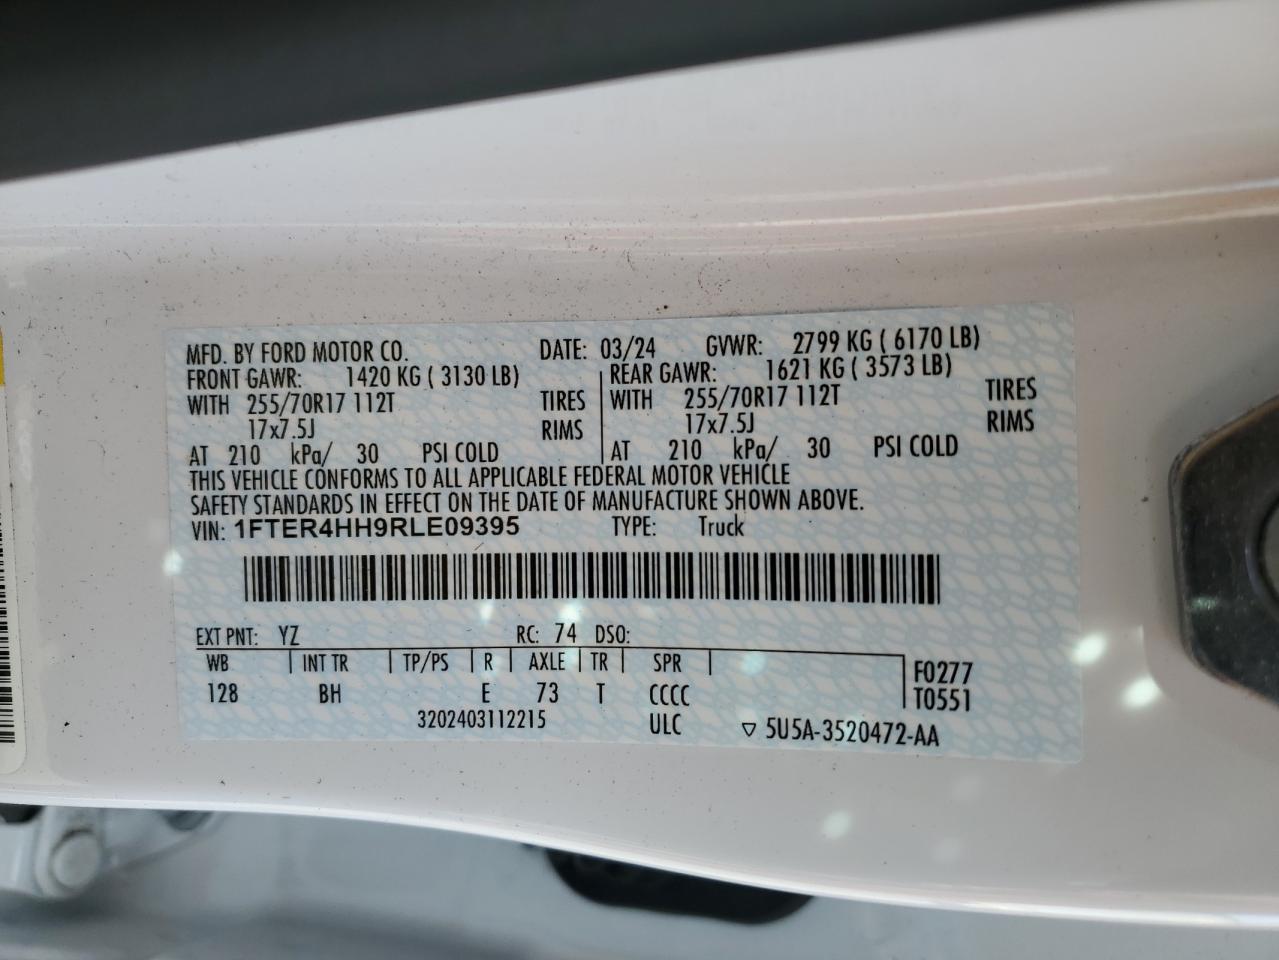 MFD. BY FORD MOTOR CO. DATE: 03/24 GVWR: 2799 KG ( 6170 LB)
FRONT GAWR: 1420 KG ( 3130 LB) REAR GAWR: 1621 KG ( 3573 LB)
WITH 255/70R17 112T TIRES WITH 255/70R17 112T TIRES
17x7.5J RIMS 17x7.5J RIMS
AT 210 kPa/ 30 PSI COLD AT 210 kPa/ 30 PSI COLD
THIS VEHICLE CONFORMS TO ALL APPLICABLE FEDERAL MOTOR VEHICLE
SAFETY STANDARDS IN EFFECT ON THE DATE OF MANUFACTURE SHOWN ABOVE.
VIN: 1FTER4HH9RLE09395 TYPE: Truck
EXT PNT: YZ RC: 74 DSO:
WB INT TR TP/PS R AXLE TR SPR F0277
128 BH E 73 T CCCC T0551
3202403112215 ULC ▽ 5U5A-3520472-AA